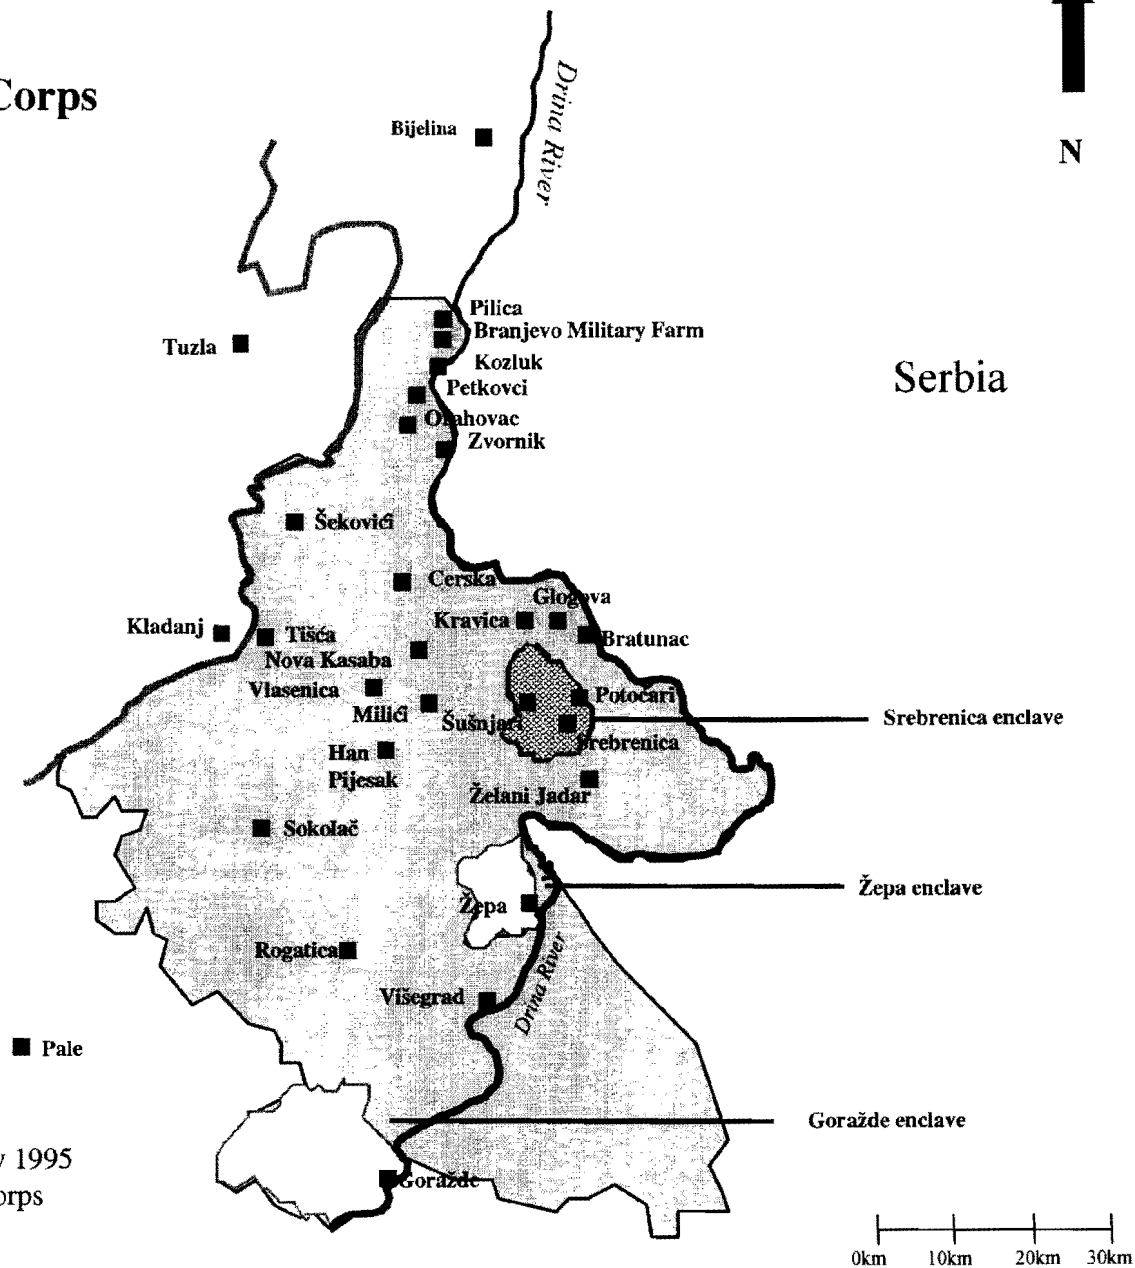 Corps
Drina River
Bijelina
N
Pilica
Branjevo Military Farm
Tuzla
Kozluk
Serbia
Petkovci
Orahovac
Zvornik
Šekovići
Cerska
Glogova
Kravica
Kladanj
Tišća
Bratunac
Nova Kasaba
Vlasenica
Potočari
Milići
Šušnjari
Srebrenica enclave
Srebrenica
Han
Pijesak
Želani Jadar
Sokolač
Žepa enclave
Žepa
Rogatica
Drina River
Višegrad
Pale
Goražde enclave
1995
Goražde
orps
0km 10km 20km 30km